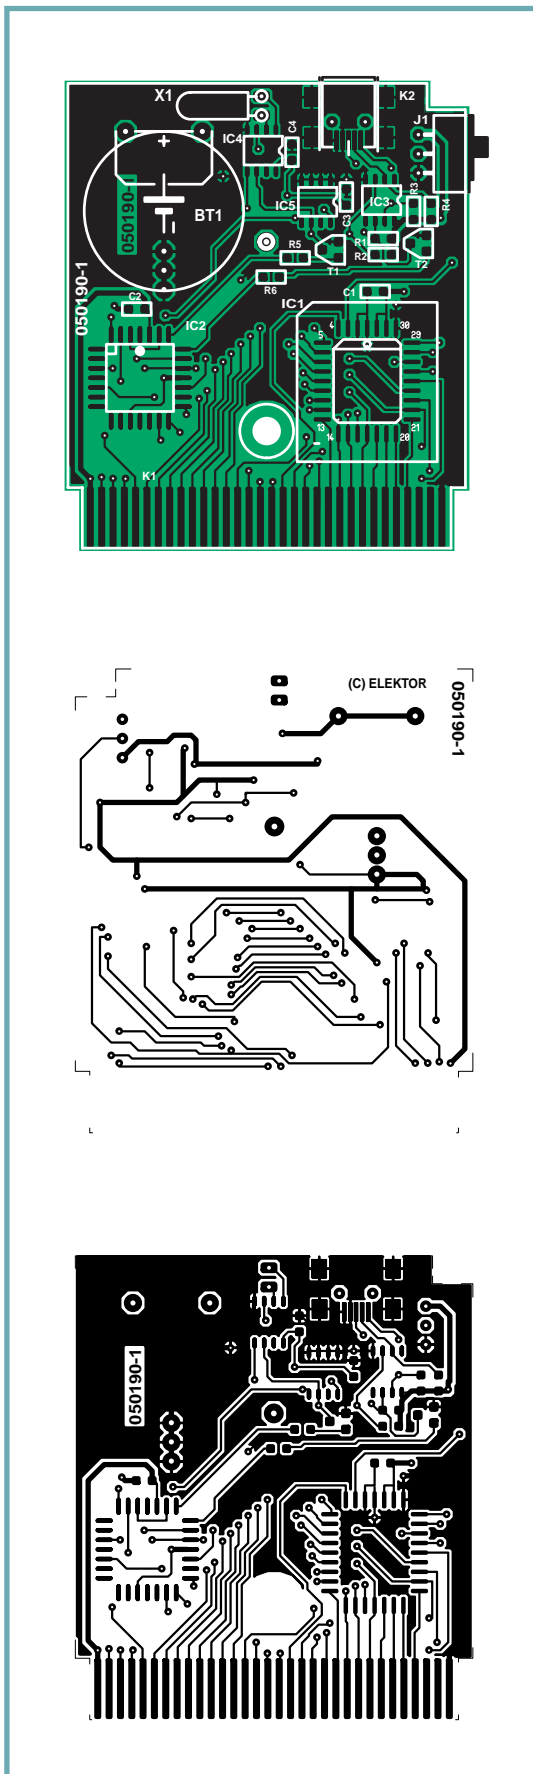 X1
K2
J1
IC4
C4
+
IC5
C3
IC3
R3
R4
BT1
050190-1
R1
R2
T1
T2
R5
R6
050190-1
C2
IC2
IC1
C1
4
30
5
29
13
14
20
21
K1
(C) ELEKTOR
050190-1
050190-1